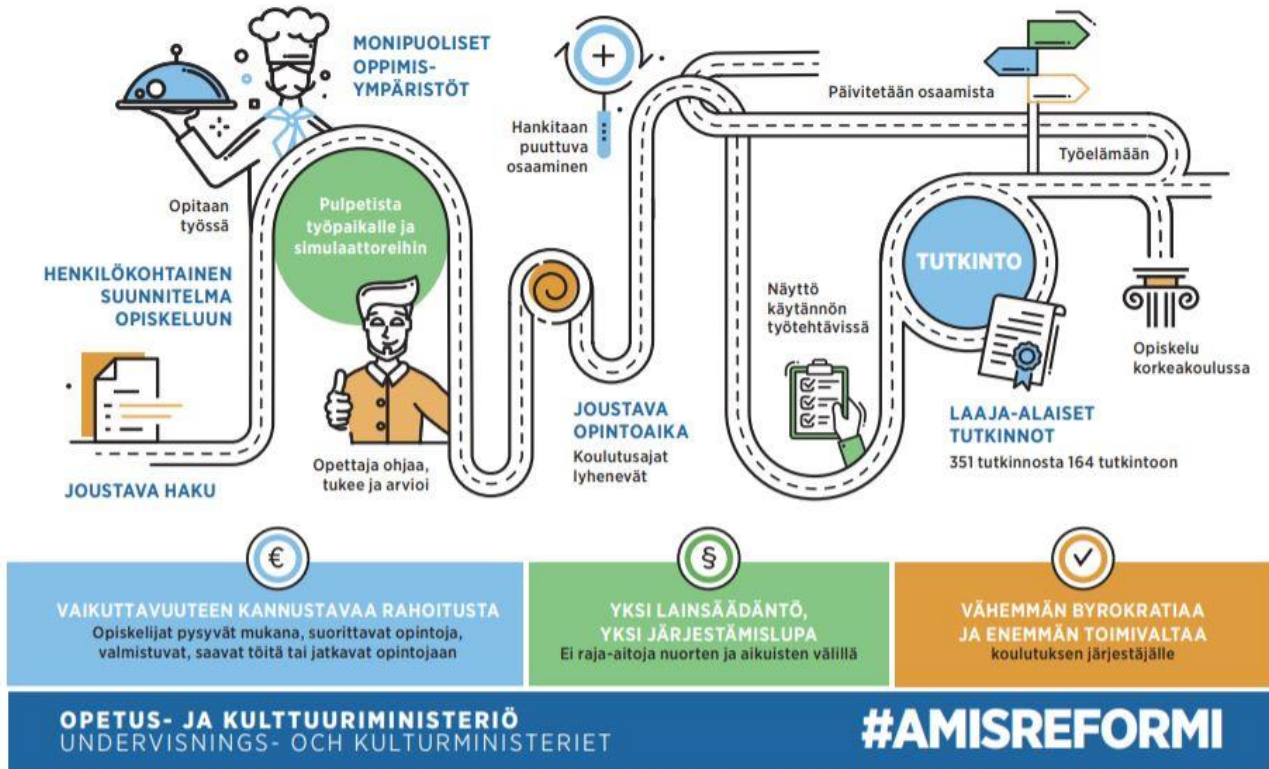 MONIPUOLISET
OPPIMIS-
YMPÄRISTÖT
Opitaan
työssä
Pulpetista
työpaikalle ja
simulaattoreihin
HENKILÖKOHTAINEN
SUUNNITELMA
OPISKELUUN
JOUSTAVA HAKU
Opettaja ohjaa,
tukee ja arvioi
Hankitaan
puuttuva
osaaminen
JOUSTAVA
OPINTOAIKA
Koulutusajat
lyhenevät
Päivitetään osaamista
Työelämään
Näyttö
käytännön
työtehtävissä
TUTKINTO
Opiskelu
korkeakoulussa
LAAJA-ALAISET
TUTKINNOT
351 tutkinnosta 164 tutkintoon
€
VAIKUTTAVUUTEEN KANNUSTAVAA RAHOITUSTA
Opiskelijat pysyvät mukana, suorittavat opintoja,
valmistuvat, saavat töitä tai jatkavat opintojaan
§
YKSI LAINSÄÄDÄNTÖ,
YKSI JÄRJESTÄMISLUPA
Ei raja-aitoja nuorten ja aikuisten välillä
VÄHEMMÄN BYROKRATIAA
JA ENEMMÄN TOIMIVALTAA
koulutuksen järjestäjälle
OPETUS- JA KULTTUURIMINISTERIÖ
UNDERVISNINGS- OCH KULTURMINISTERIET
#AMISREFORMI